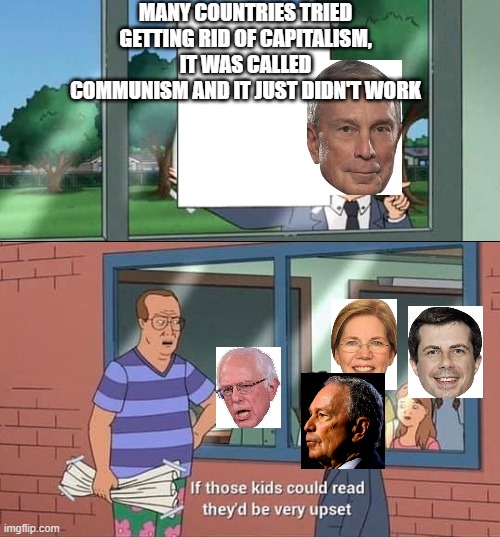 MANY COUNTRIES TRIED
GETTING RID OF CAPITALISM,
IT WAS CALLED
COMMUNISM AND IT JUST DIDN'T WORK
If those kids could read
they'd be very upset
imgflip.com